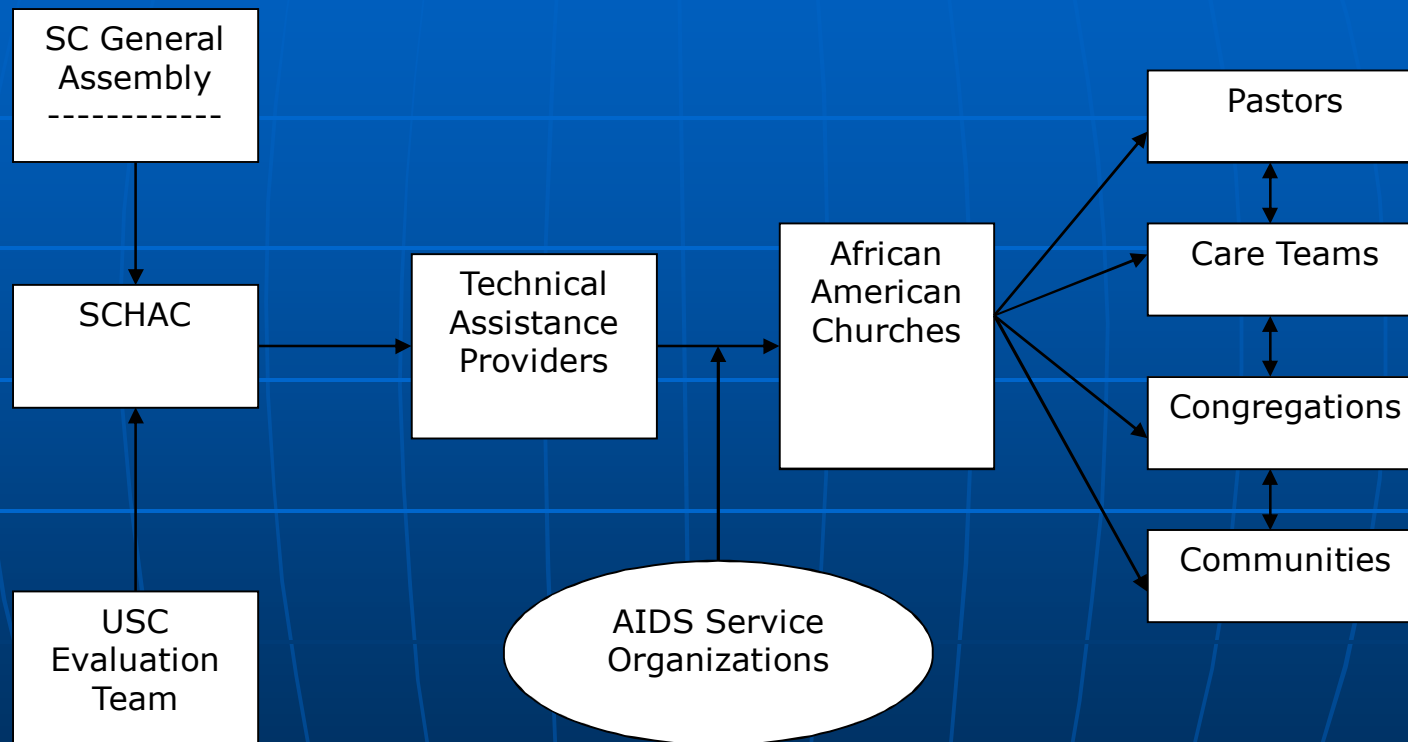 SC General
Assembly
------------
SCHAC
USC
Evaluation
Team
Technical
Assistance
Providers
AIDS Service
Organizations
African
American
Churches
Pastors
Care Teams
Congregations
Communities